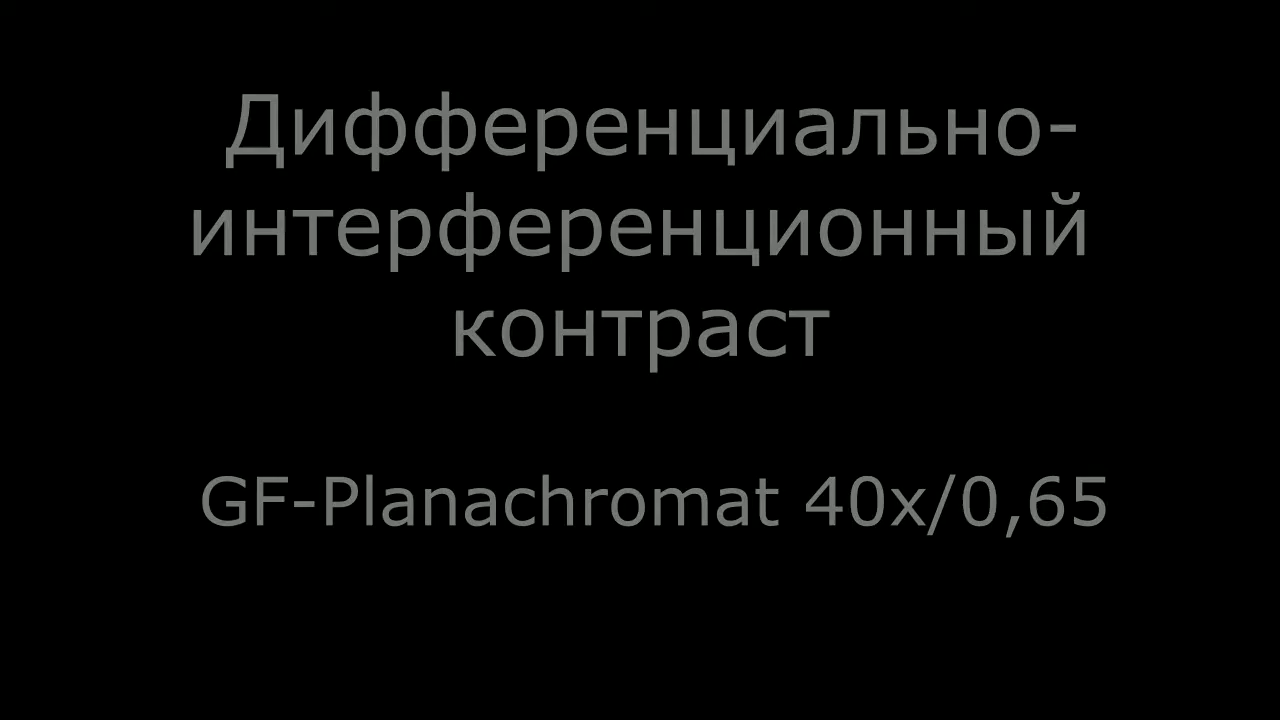 Дифференциально-
интерференционный
контраст
GF-Planachromat 40x/0,65